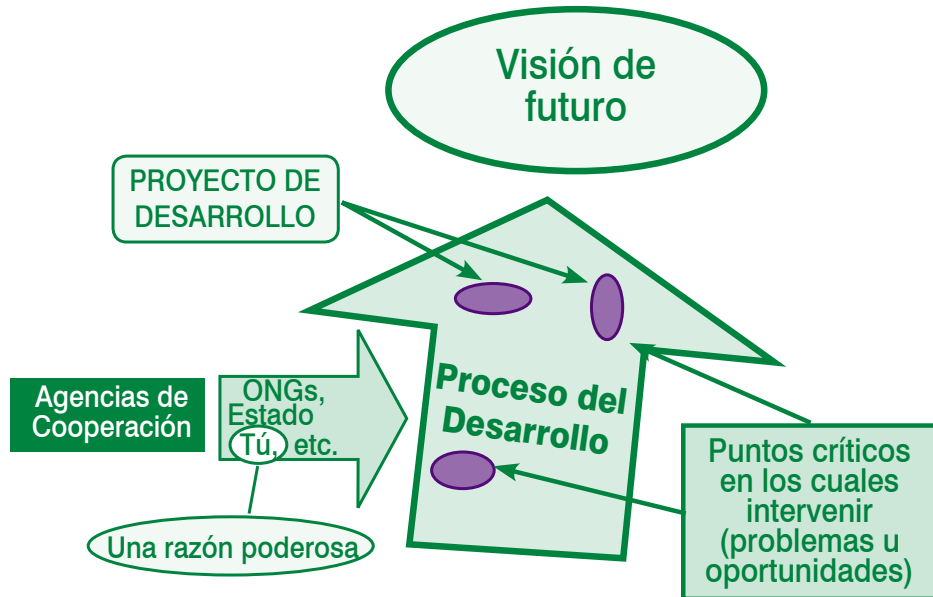 Visión de
futuro
PROYECTO DE
DESARROLLO
Agencias de
Cooperación
ONGs,
Estado
Tú, etc.
Una razón poderosa
Proceso del
Desarrollo
Puntos críticos
en los cuales
intervenir
(problemas u
oportunidades)